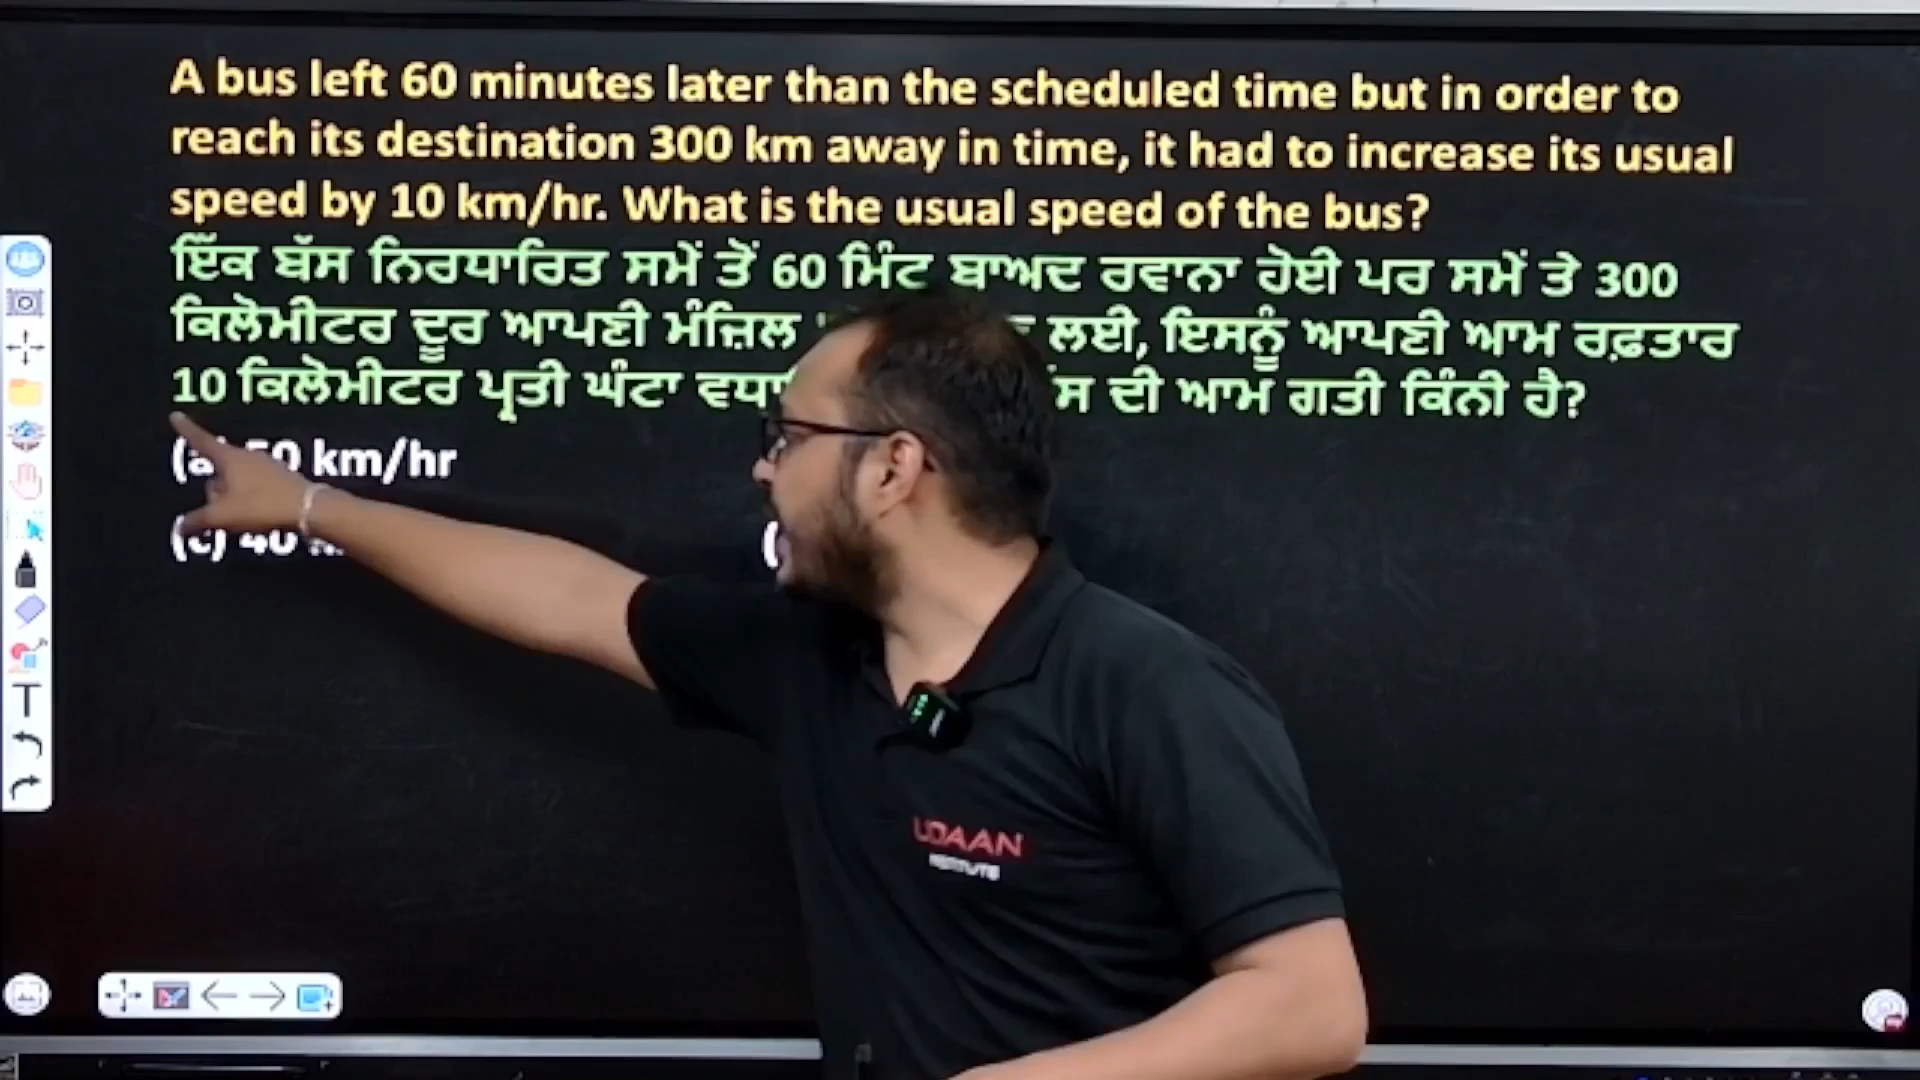 A bus left 60 minutes later than the scheduled time but in order to
reach its destination 300 km away in time, it had to increase its usual
speed by 10 km/hr. What is the usual speed of the bus?
ਇੱਕ ਬੱਸ ਨਿਰਧਾਰਿਤ ਸਮੇਂ ਤੋਂ 60 ਮਿੰਟ ਬਾਅਦ ਰਵਾਨਾ ਹੋਈ ਪਰ ਸਮੇਂ ਤੇ 300
ਕਿਲੋਮੀਟਰ ਦੂਰ ਆਪਣੀ ਮੰਜ਼ਿਲ ਲਈ, ਇਸਨੂੰ ਆਪਣੀ ਆਮ ਰਫ਼ਤਾਰ
10 ਕਿਲੋਮੀਟਰ ਪ੍ਰਤੀ ਘੰਟਾ ਦੀ ਆਮ ਗਤੀ ਕਿੰਨੀ ਹੈ?
(a) 50 km/hr
(c) 40
UDAAN
INSTITUTE